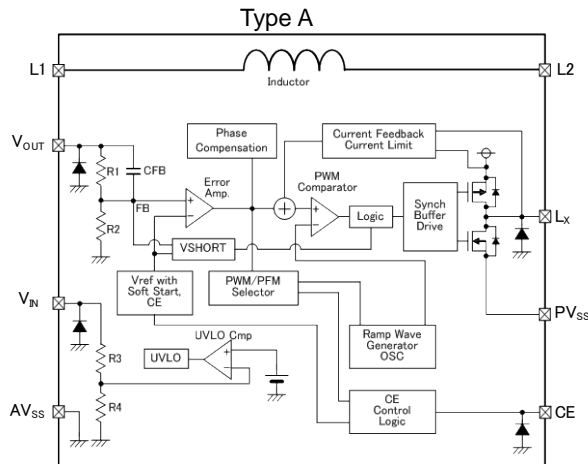 Type A
L1
L2
Inductor
VOUT
Phase
Compensation
Current Feedback
Current Limit
R1
CFB
Error
Amp.
PWM
Comparator
FB
R2
Logic
Synch
Buffer
Drive
LX
VSHORT
Vref with
Soft Start,
CE
PWM/PFM
Selector
VIN
PVSS
UVLO Cmp
Ramp Wave
Generator
OSC
R3
UVLO
R4
AVSS
CE
Control
Logic
CE